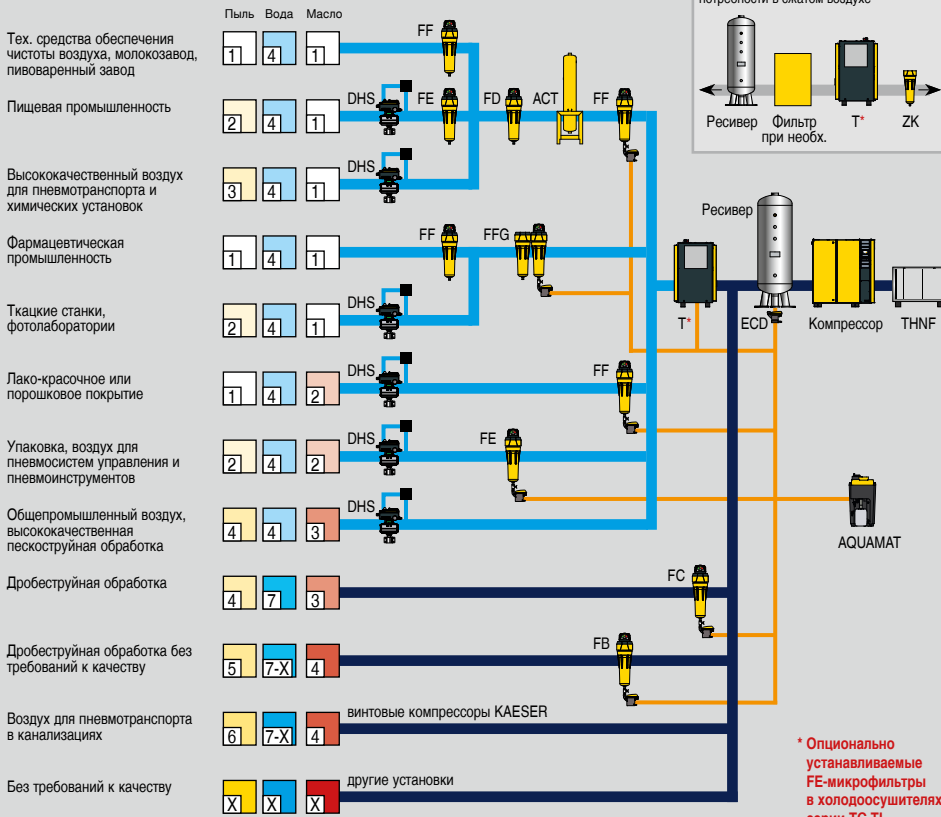 потребности в сжатом воздухе
Ресивер
Фильтр
при необх.
T*
ZK
Пыль Вода Масло
Тех. средства обеспечения
чистоты воздуха, молокозавод,
пивоваренный завод
1 4 1
FF
Пищевая промышленность
2 4 1
DHS FE FD ACT FF
Высококачественный воздух
для пневмотранспорта и
химических установок
3 4 1
DHS
Фармацевтическая
промышленность
1 4 1
FF FFG
Ресивер
T* ECD Компрессор THNF
Ткацкие станки,
фотолаборатории
2 4 1
DHS
Лако-красочное или
порошковое покрытие
1 4 2
DHS FF
Упаковка, воздух для
пневмосистем управления и
пневмоинструментов
2 4 2
DHS FE
Общепромышленный воздух,
высококачественная
пескоструйная обработка
4 4 3
DHS
AQUAMAT
Дробеструйная обработка
4 7 3
FC
Дробеструйная обработка без
требований к качеству
5 7-X 4
FB
Воздух для пневмотранспорта
в канализациях
6 7-X 4
винтовые компрессоры KAESER
Без требований к качеству
X X X
другие установки
* Опционально
устанавливаемые
FE-микрофильтры
в холодоосушителях
серии TG-TI